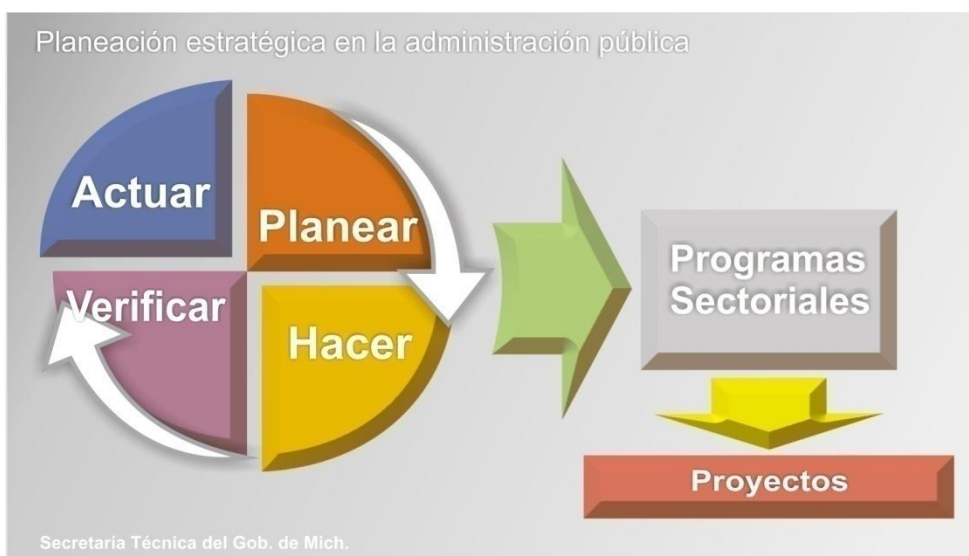 Planeación estratégica en la administración pública
Actuar
Planear
Verificar
Hacer
Programas
Sectoriales
Proyectos
Secretaría Técnica del Gob. de Mich.